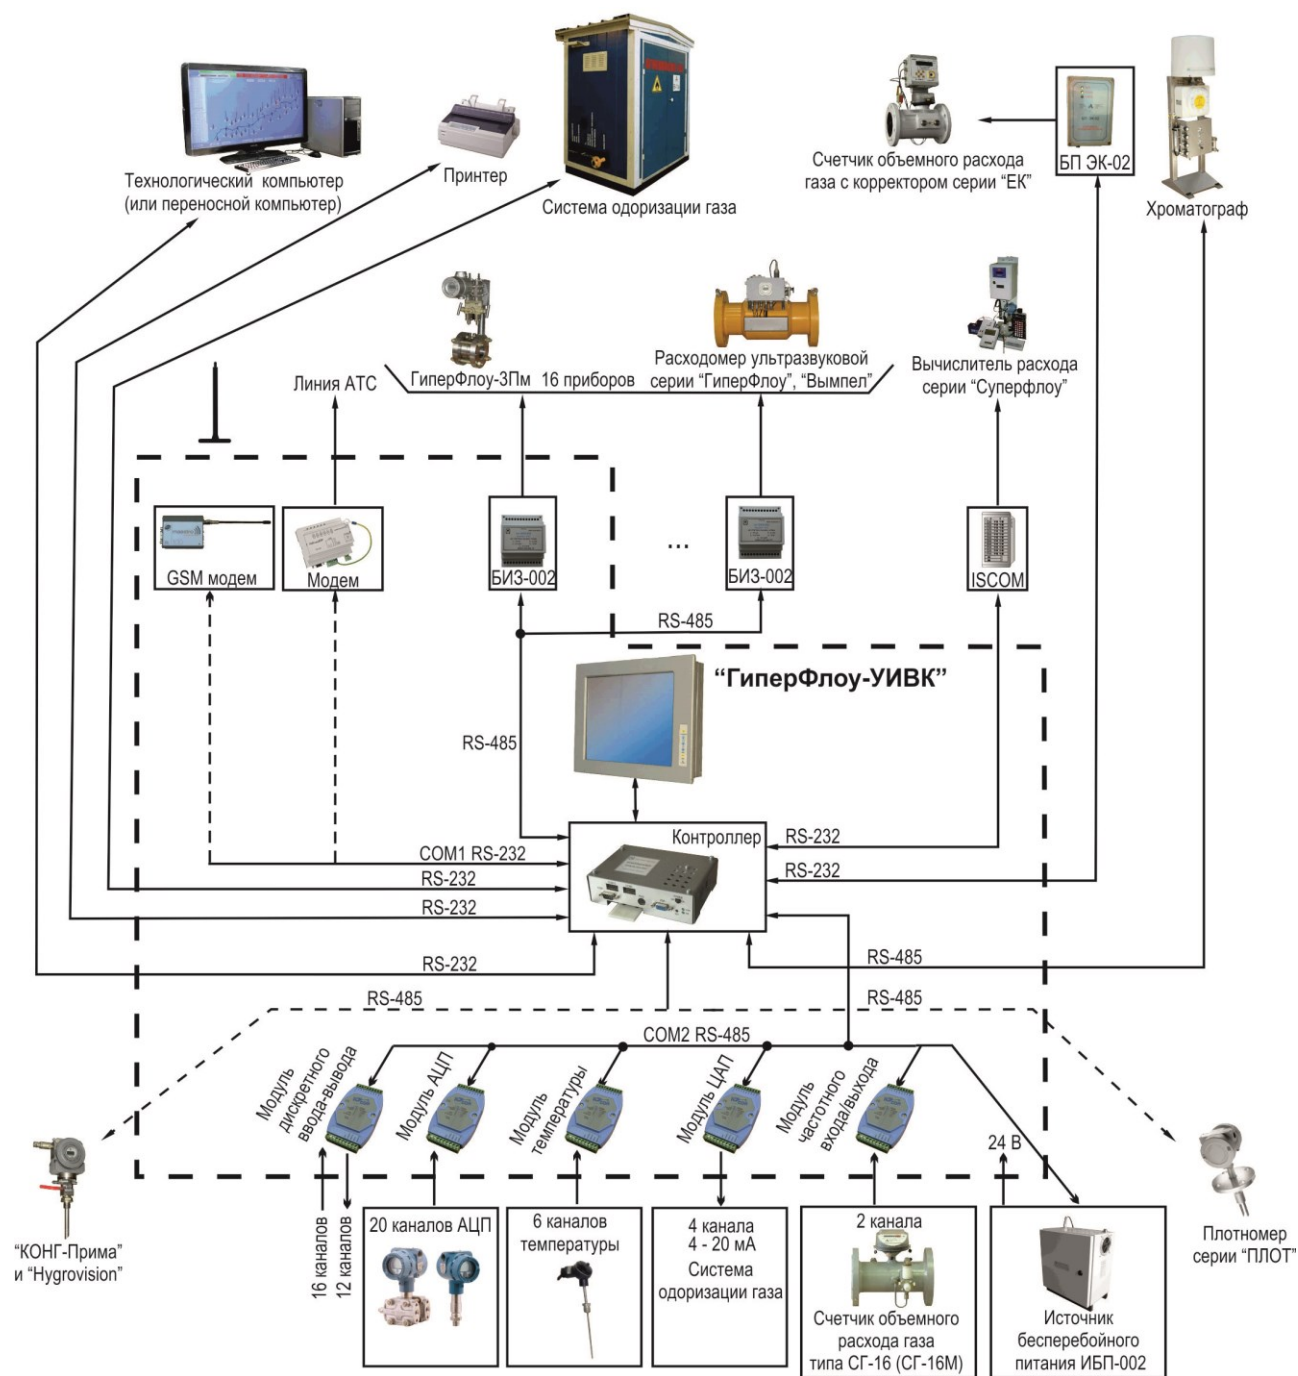 Технологический компьютер
(или переносной компьютер)
Принтер
Система одоризации газа
Счетчик объемного расхода
газа с корректором серии “ЕК”
БП ЭК-02
Хроматограф
Линия АТС
ГиперФлоу-3Пм
16 приборов
Расходомер ультразвуковой
серии “ГиперФлоу”, “Вымпел”
Вычислитель расхода
серии “Суперфлоу”
GSM модем
Модем
БИЗ-002
...
БИЗ-002
ISCOM
RS-485
“ГиперФлоу-УИВК”
RS-485
Контроллер
COM1 RS-232
RS-232
RS-232
RS-232
RS-232
RS-232
RS-485
RS-485
RS-485
COM2 RS-485
Модуль
дискретного
ввода-вывода
Модуль АЦП
Модуль
температуры
Модуль ЦАП
Модуль
частотного
входа/выхода
24 В
“КОНГ-Прима”
и “Hygrovision”
16 каналов
12 каналов
20 каналов АЦП
6 каналов
температуры
4 канала
4 - 20 мА
Система
одоризации газа
2 канала
Счетчик объемного
расхода газа
типа СГ-16 (СГ-16М)
Источник
бесперебойного
питания ИБП-002
Плотномер
серии “ПЛОТ”